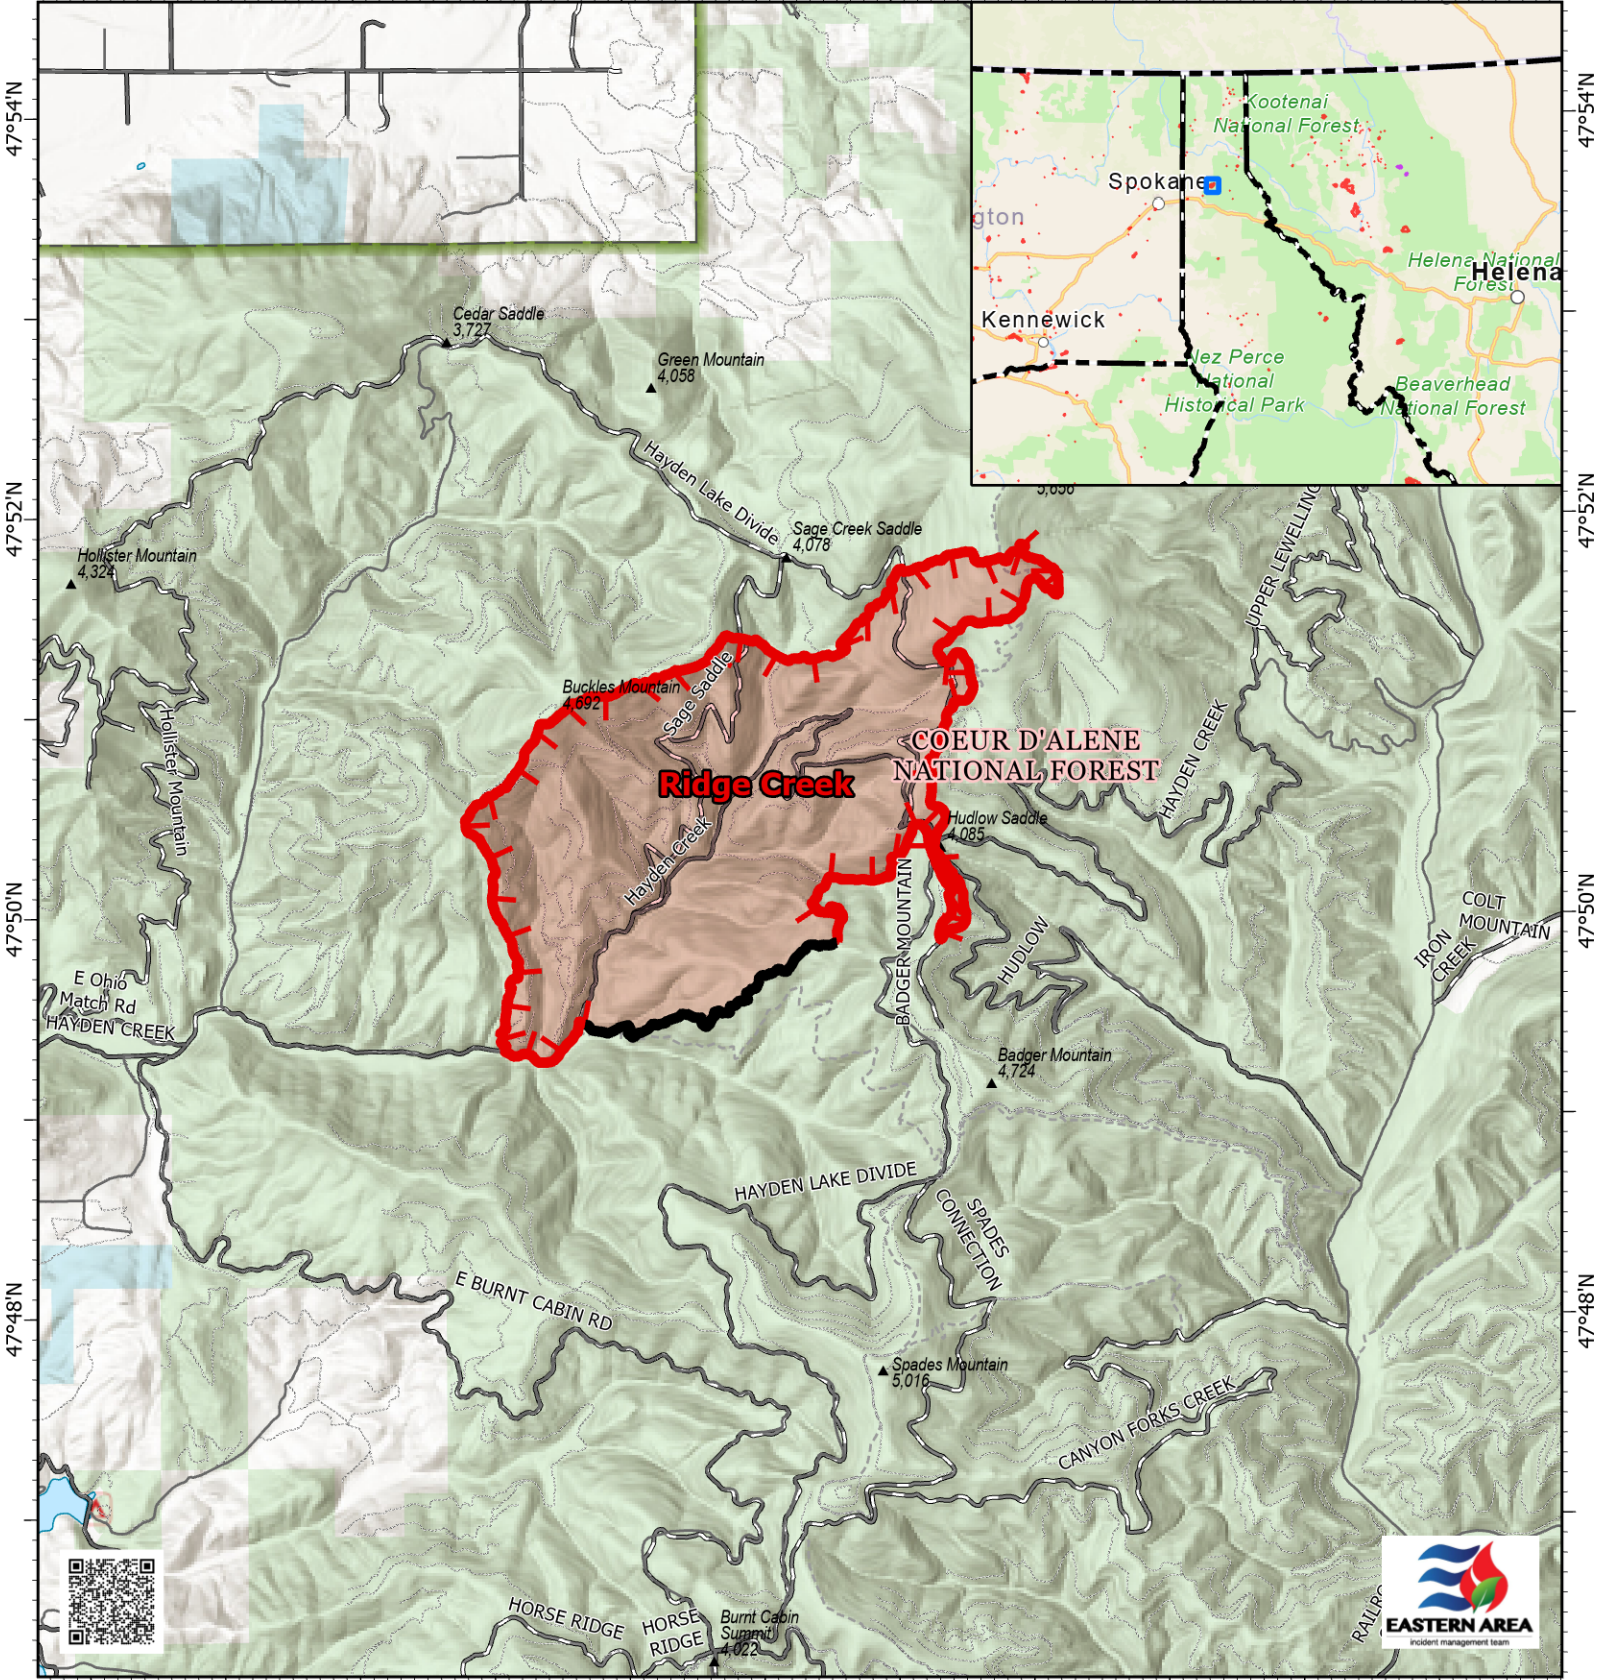 47°54'N
47°54'N
Kootenai
National Forest
Spokane
gton
Helena National
Forest
Helena
Kennewick
Nez Perce
National
Historical Park
Beaverhead
National Forest
Cedar Saddle
3,727
Green Mountain
4,058
Hayden Lake Divide
5,656
47°52'N
47°52'N
Sage Creek Saddle
4,078
Hollister Mountain
4,324
UPPER LEWELLING
Buckles Mountain
4,692
Sage Saddle
Hollister Mountain
COEUR D'ALENE
NATIONAL FOREST
HAYDEN CREEK
Ridge Creek
Hudlow Saddle
4,085
Hayden Creek
BADGER MOUNTAIN
47°50'N
47°50'N
COLT
MOUNTAIN
IRON
CREEK
HUDLOW
E Ohio
Match Rd
HAYDEN CREEK
Badger Mountain
4,724
HAYDEN LAKE DIVIDE
SPADES
CONNECTION
47°48'N
47°48'N
E BURNT CABIN RD
Spades Mountain
5,016
CANYON FORKS CREEK
HORSE RIDGE
HORSE
RIDGE
Burnt Cabin
Summit
4,022
RAILRO
EASTERN AREA
incident management team